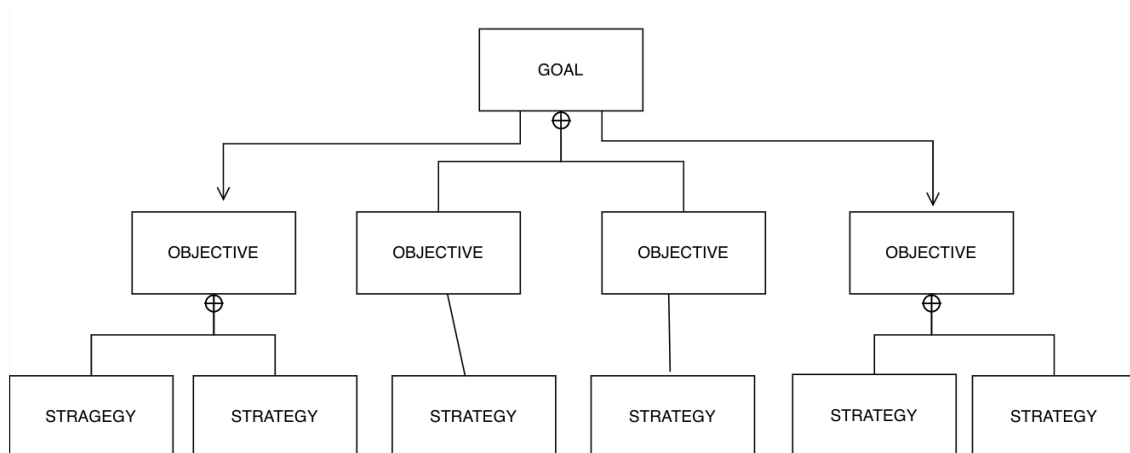 GOAL
OBJECTIVE
OBJECTIVE
OBJECTIVE
OBJECTIVE
STRAGEGY
STRATEGY
STRATEGY
STRATEGY
STRATEGY
STRATEGY